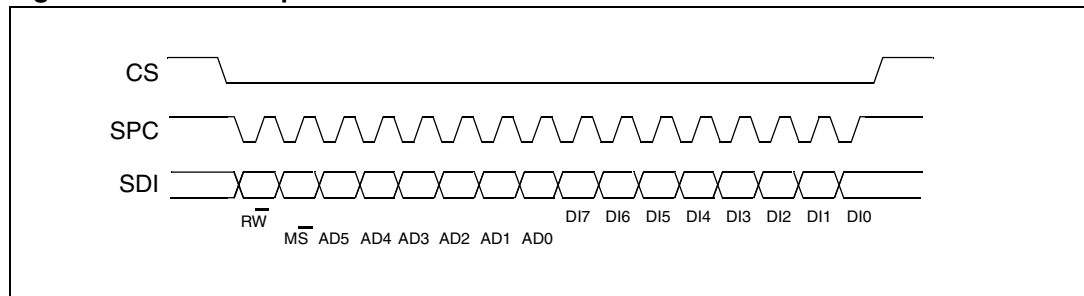 CS
SPC
SDI
RW̅ DI7 DI6 DI5 DI4 DI3 DI2 DI1 DI0
MS̅ AD5 AD4 AD3 AD2 AD1 AD0